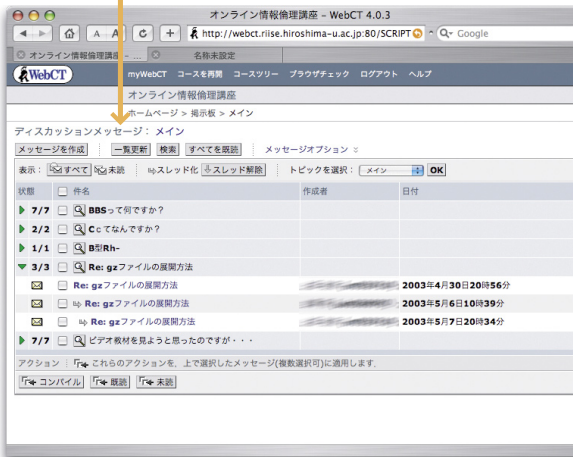 オンライン情報倫理講座 – WebCT 4.0.3
A A
http://webct.riise.hiroshima-u.ac.jp:80/SCRIPT
Google
オンライン情報倫理講座 – ...
名称未設定
WebCT
myWebCT コースを再開 コースツリー ブラウザチェック ログアウト ヘルプ
オンライン情報倫理講座
ホームページ > 掲示板 > メイン
ディスカッションメッセージ： メイン
メッセージを作成 一覧更新 検索 すべてを既読 メッセージオプション
表示： すべて 未読 スレッド化 スレッド解除 トピックを選択： メイン OK
状態 件名 作成者 日付
7/7 BBSって何ですか？
2/2 Ccてなんですか？
1/1 B型Rh-
3/3 Re: gzファイルの展開方法
Re: gzファイルの展開方法 2003年4月30日20時56分
Re: gzファイルの展開方法 2003年5月6日10時39分
Re: gzファイルの展開方法 2003年5月7日20時34分
7/7 ビデオ教材を見ようと思ったのですが・・・
アクション これらのアクションを，上で選択したメッセージ(複数選択可)に適用します．
コンパイル 既読 未読